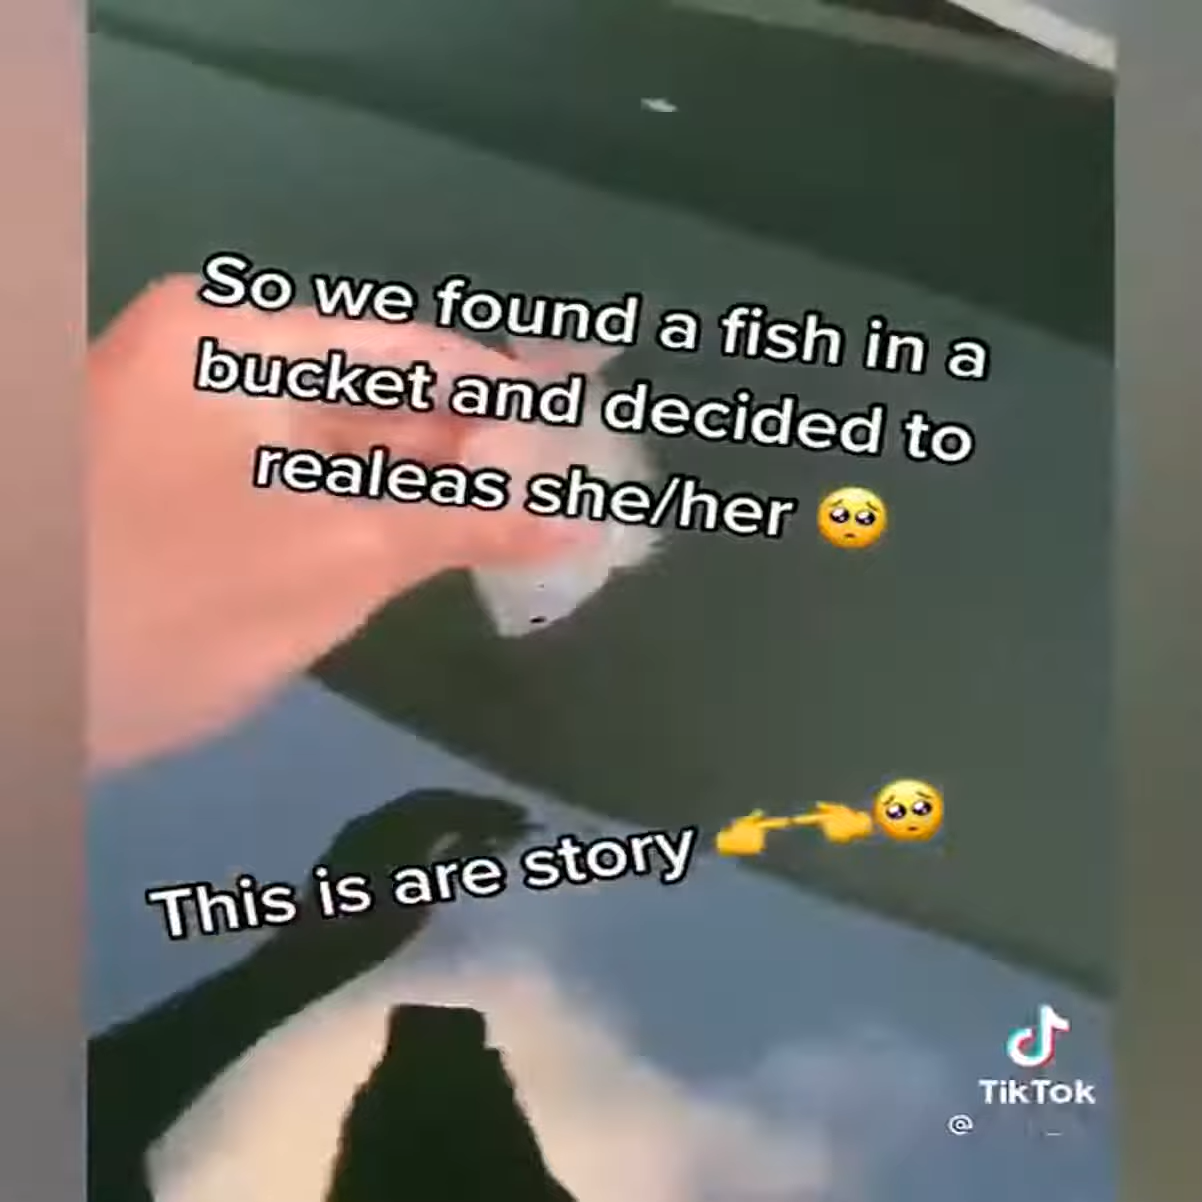 So we found a fish in a
bucket and decided to
realeas she/her 🥺
This is are story 👉👈🥺
TikTok
@